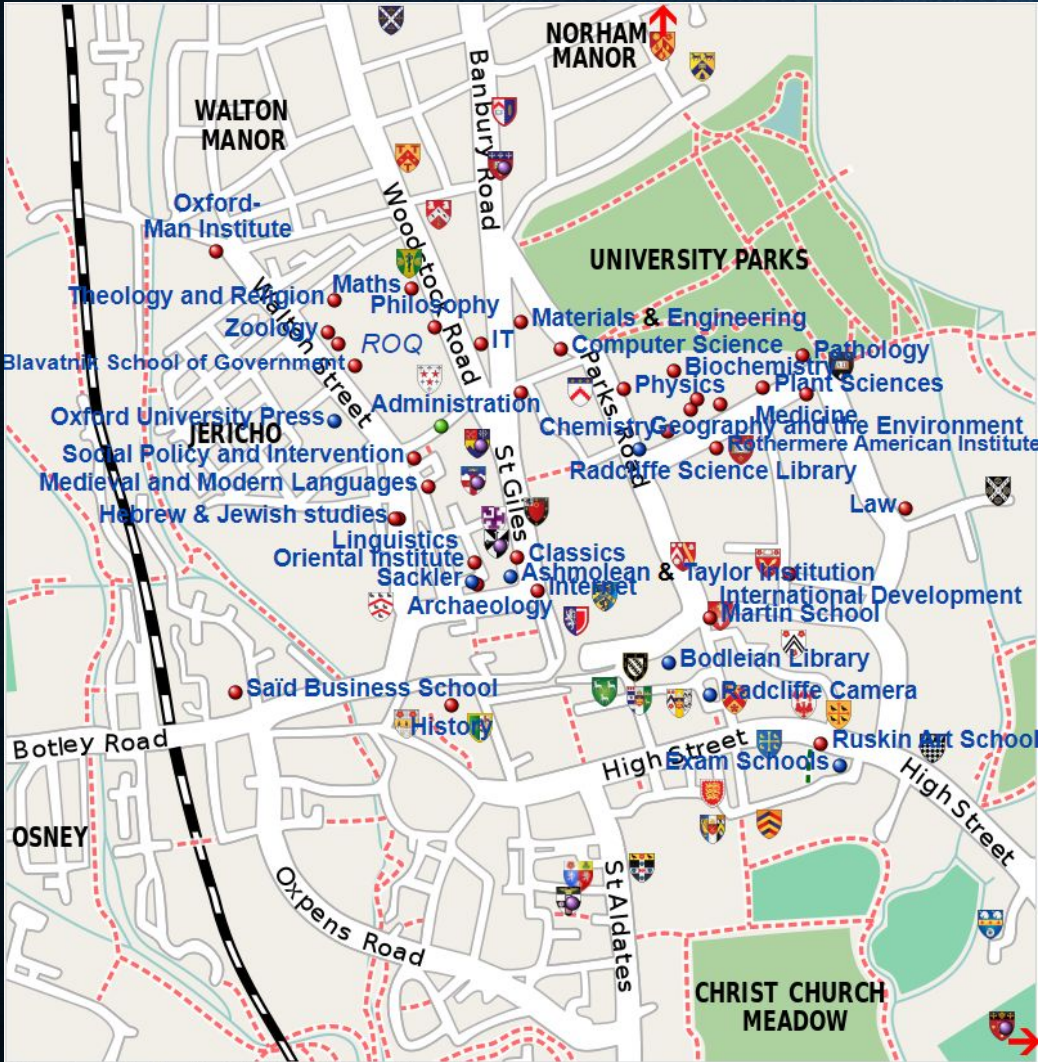 NORHAM
MANOR
Banbury Road
WALTON
MANOR
Oxford-
Man Institute
Woodstock Road
UNIVERSITY PARKS
Theology and Religion
Maths
Philosophy
Walton Street
Zoology
ROQ
IT
Materials & Engineering
Computer Science
Pathology
Blavatnik School of Government
Biochemistry
Parks Road
Physics
Plant Sciences
Administration
Oxford University Press
Medicine
JERICHO
Chemistry
Geography and the Environment
Rothermere American Institute
Social Policy and Intervention
Radcliffe Science Library
Medieval and Modern Languages
St Giles
Law
Hebrew & Jewish studies
Linguistics
Oriental Institute
Classics
Sackler
Ashmolean & Taylor Institution
Internet
International Development
Archaeology
Martin School
Bodleian Library
Saïd Business School
Radcliffe Camera
History
Botley Road
High Street
Ruskin Art School
Exam Schools
High Street
OSNEY
Oxpens Road
St Aldates
CHRIST CHURCH
MEADOW